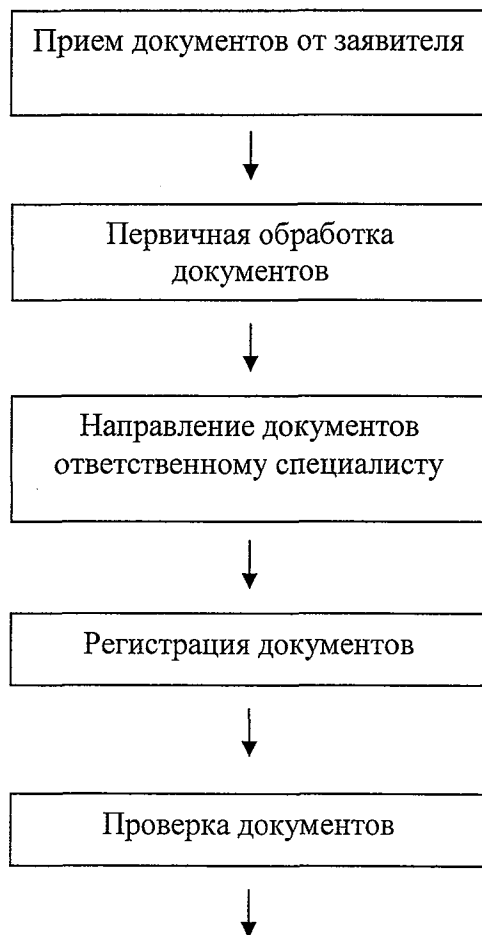 Прием документов от заявителя
Первичная обработка
документов
Направление документов
ответственному специалисту
Регистрация документов
Проверка документов